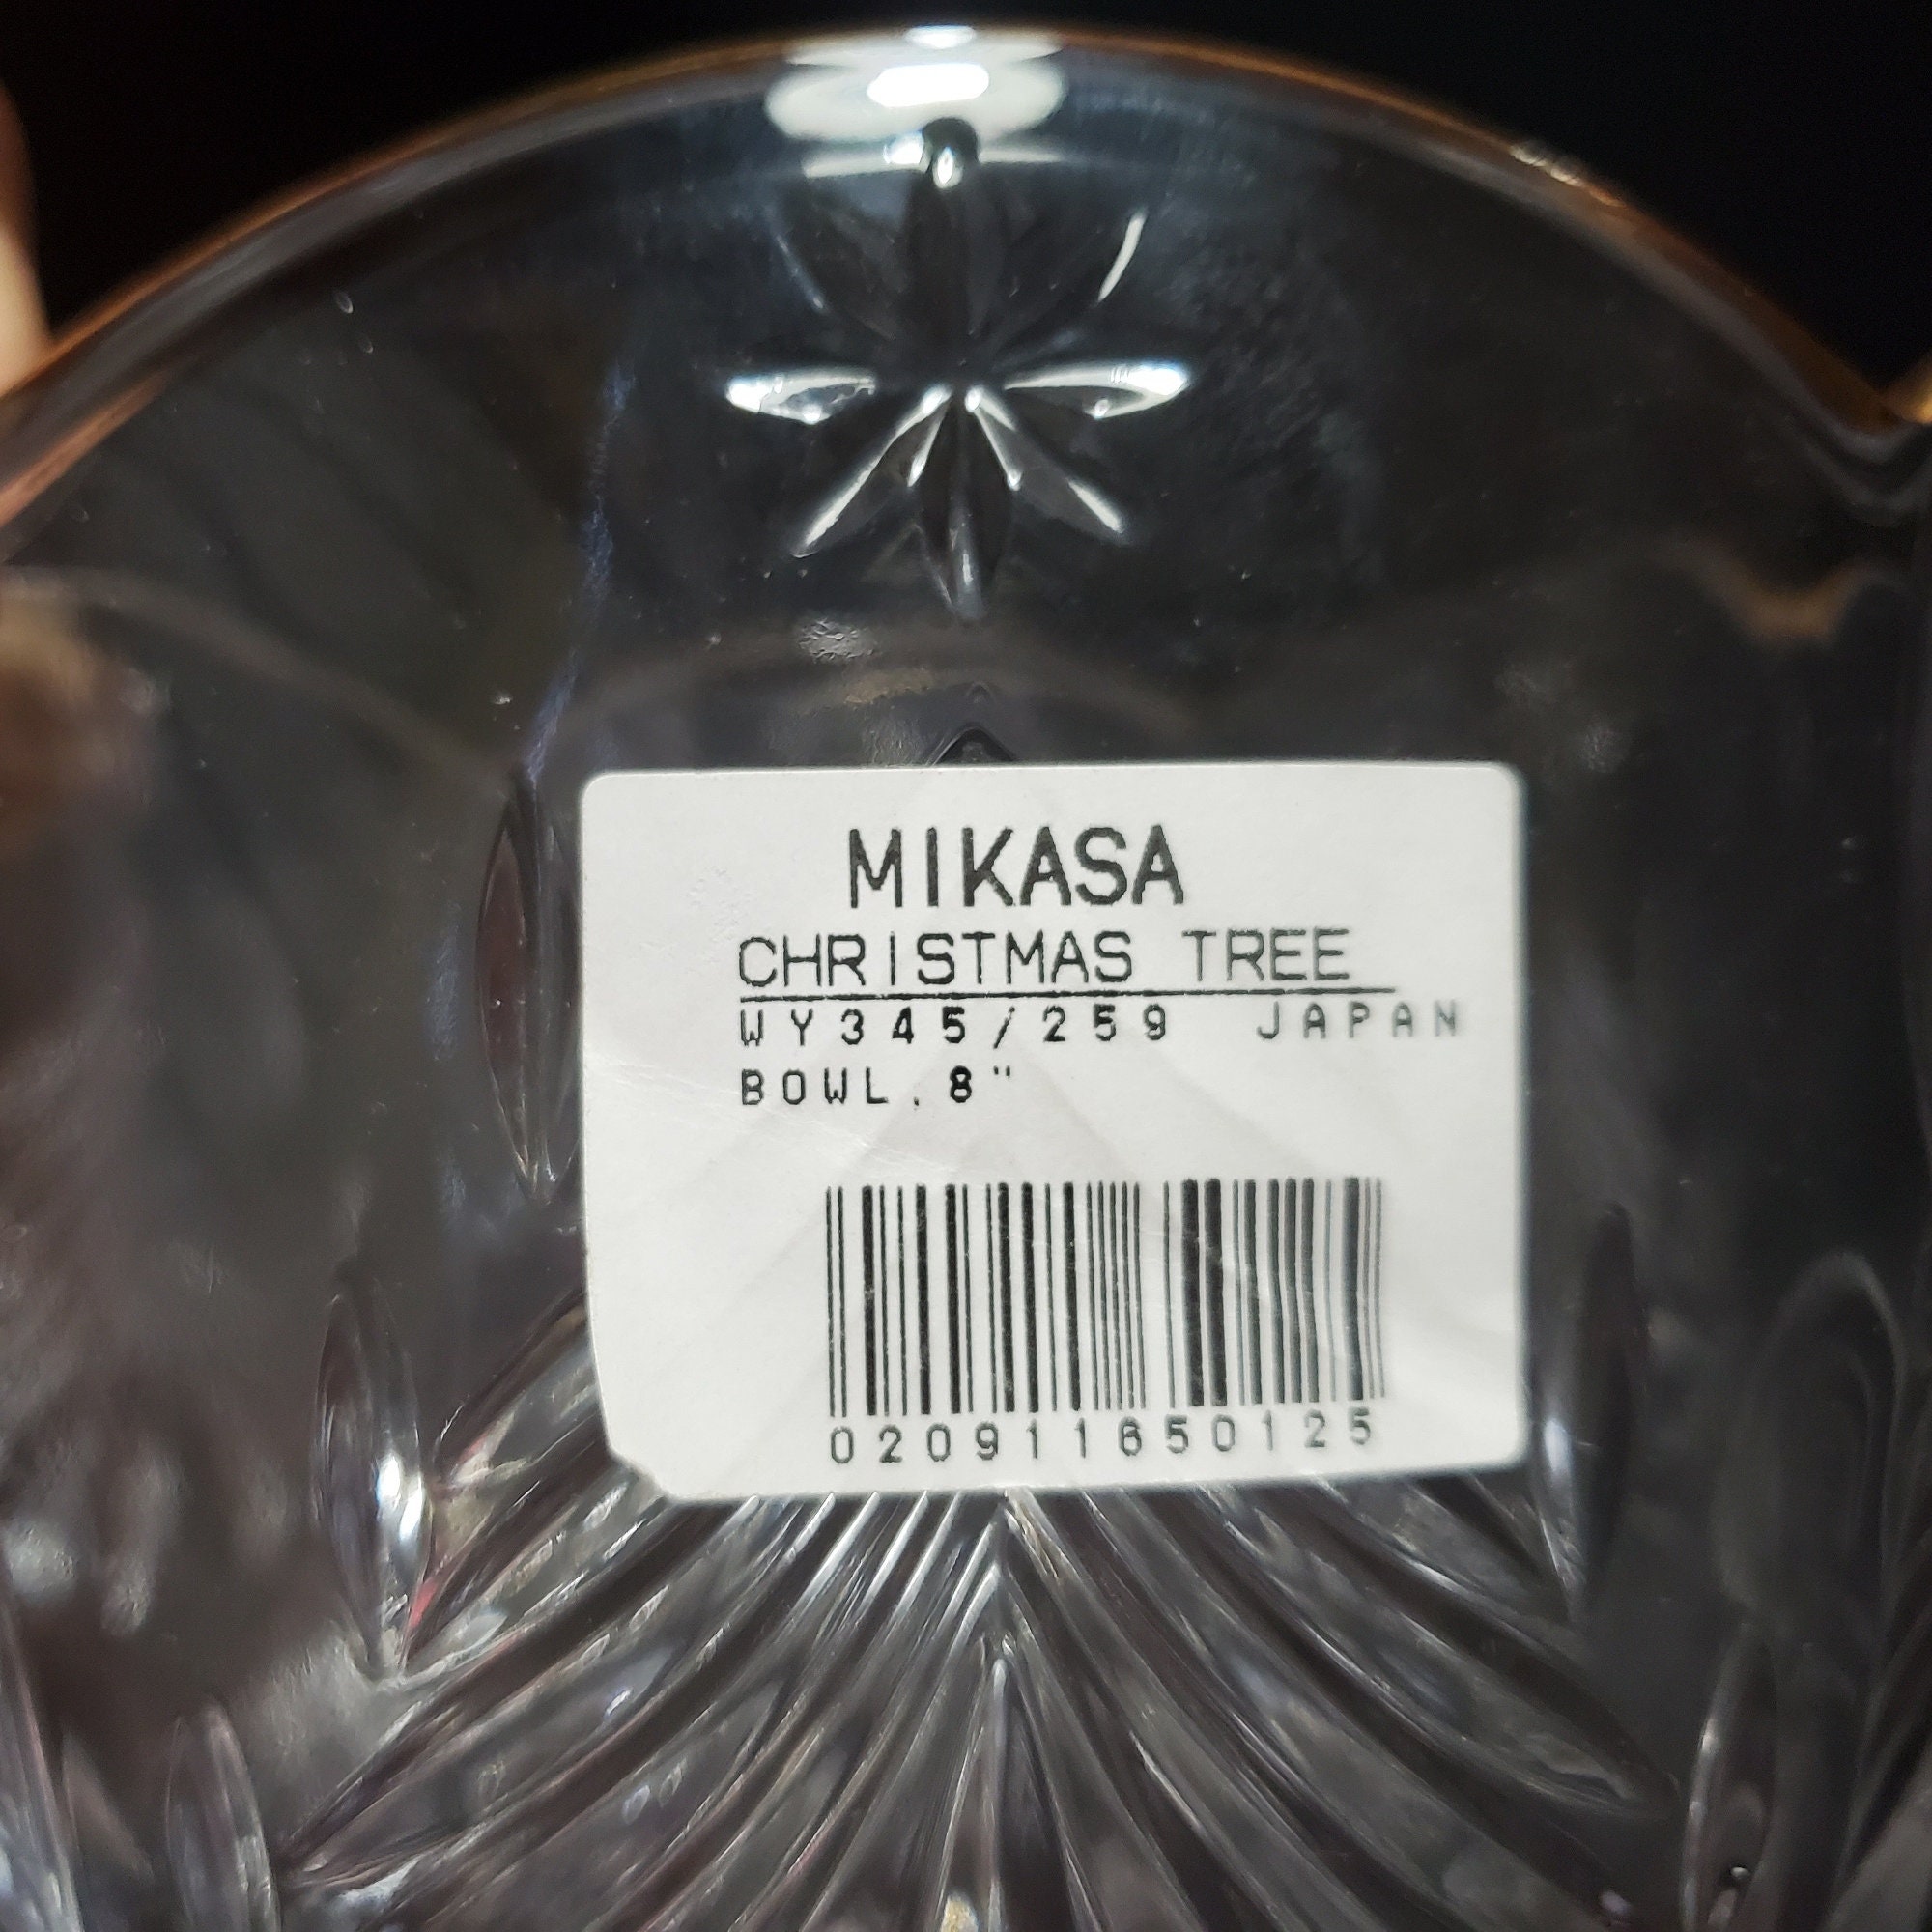 MIKASA
CHRISTMAS TREE
WY345/259 JAPAN
BOWL.8"
020911650125